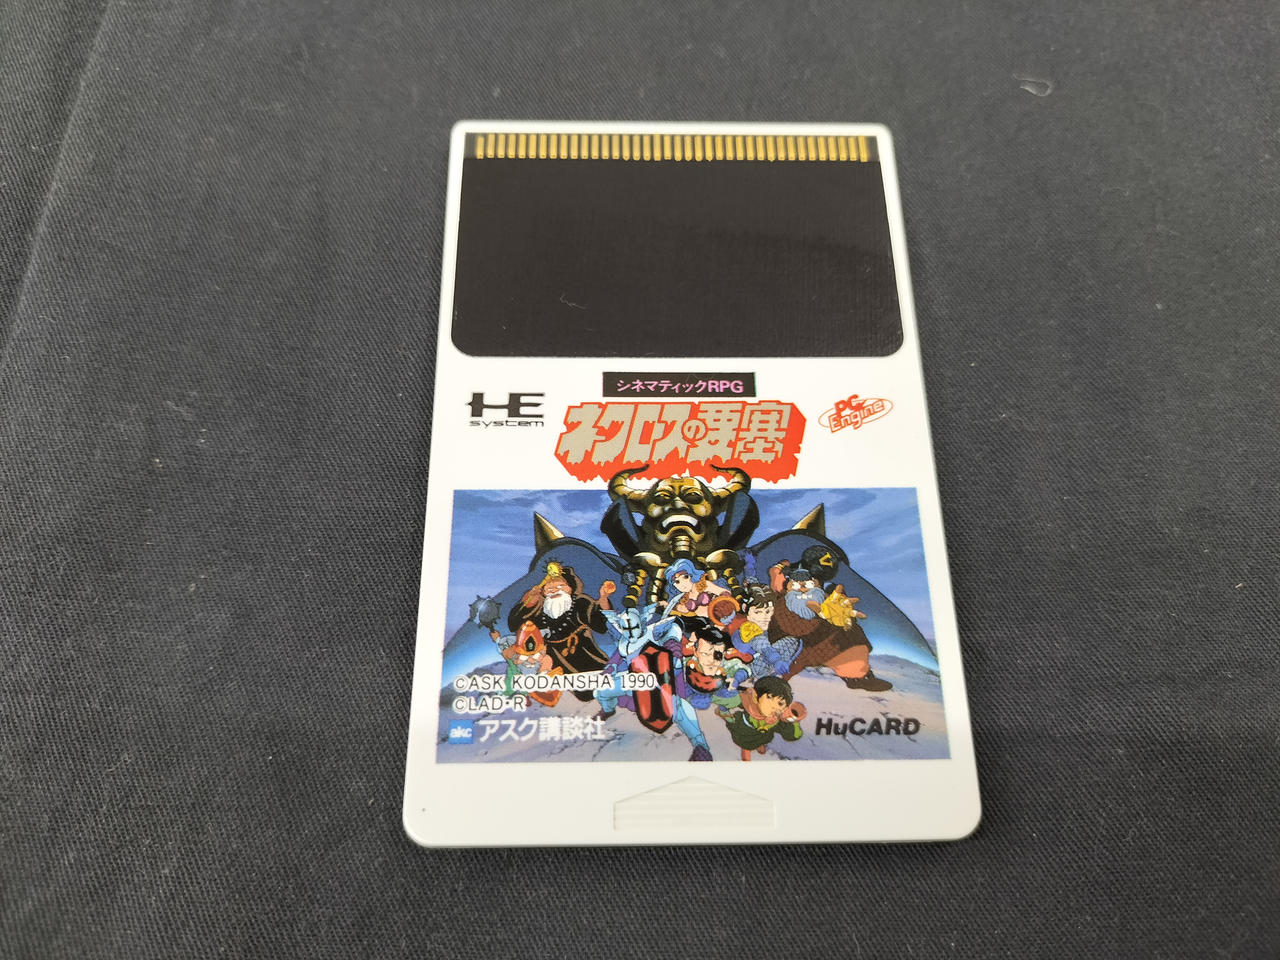 シネマティックRPG
HE
system
ネクロスの要塞
PC
Engine
©ASK KODANSHA 1990
©LAD・R
akc アスク講談社
HuCARD